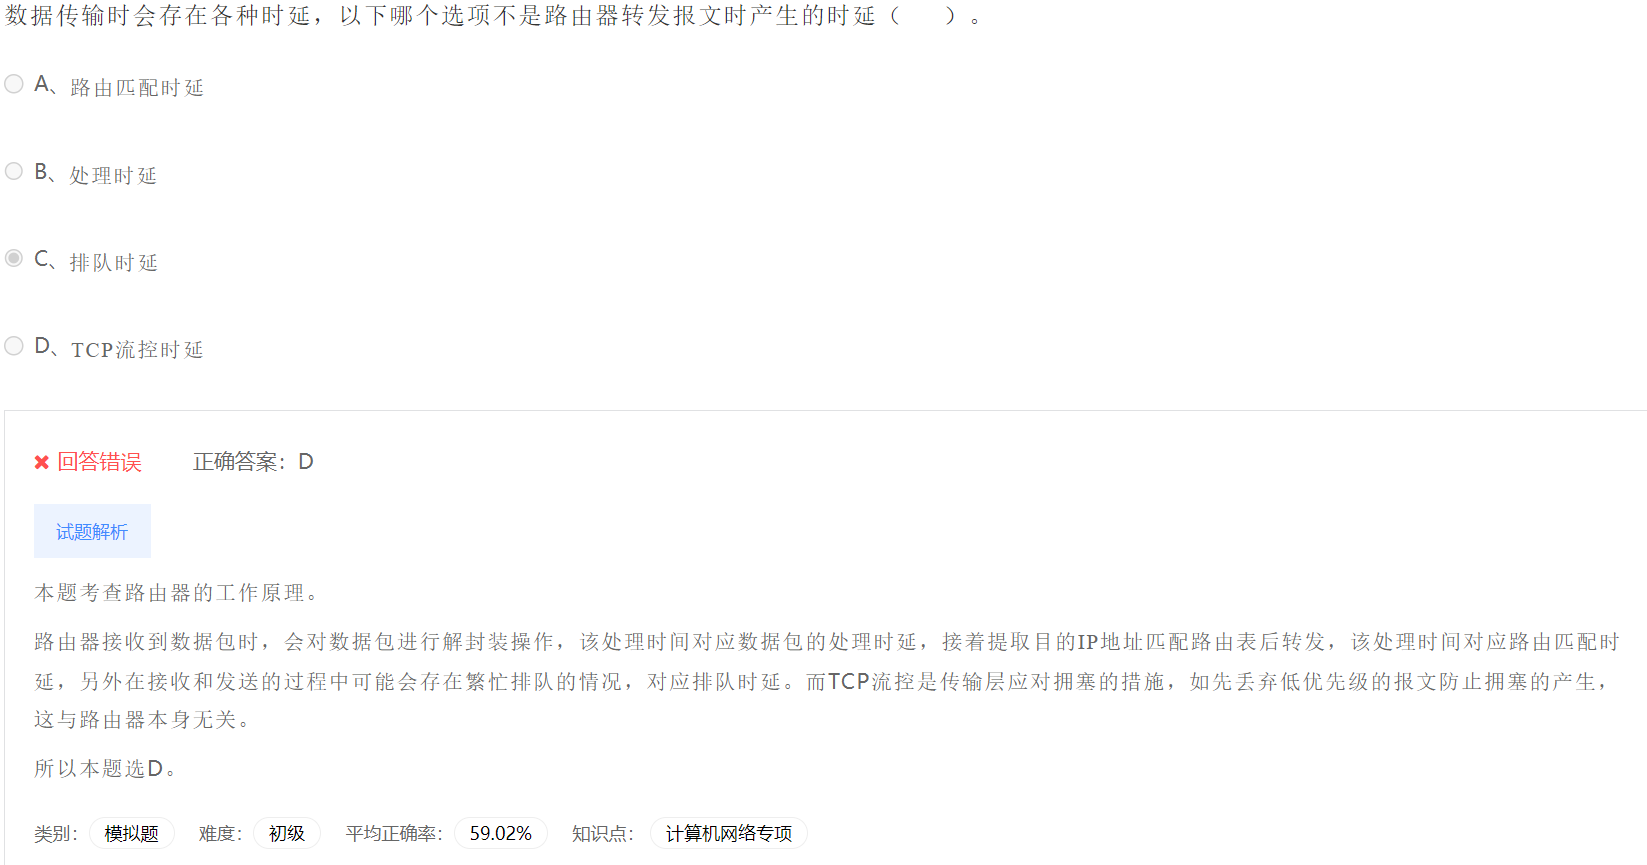 数据传输时会存在各种时延，以下哪个选项不是路由器转发报文时产生的时延（　）。
A、路由匹配时延
B、处理时延
C、排队时延
D、TCP流控时延
回答错误 正确答案：D
试题解析
本题考查路由器的工作原理。
路由器接收到数据包时，会对数据包进行解封装操作，该处理时间对应数据包的处理时延，接着提取目的IP地址匹配路由表后转发，该处理时间对应路由匹配时
延，另外在接收和发送的过程中可能会存在繁忙排队的情况，对应排队时延。而TCP流控是传输层应对拥塞的措施，如先丢弃低优先级的报文防止拥塞的产生，
这与路由器本身无关。
所以本题选D。
类别： 模拟题 难度： 初级 平均正确率： 59.02% 知识点： 计算机网络专项